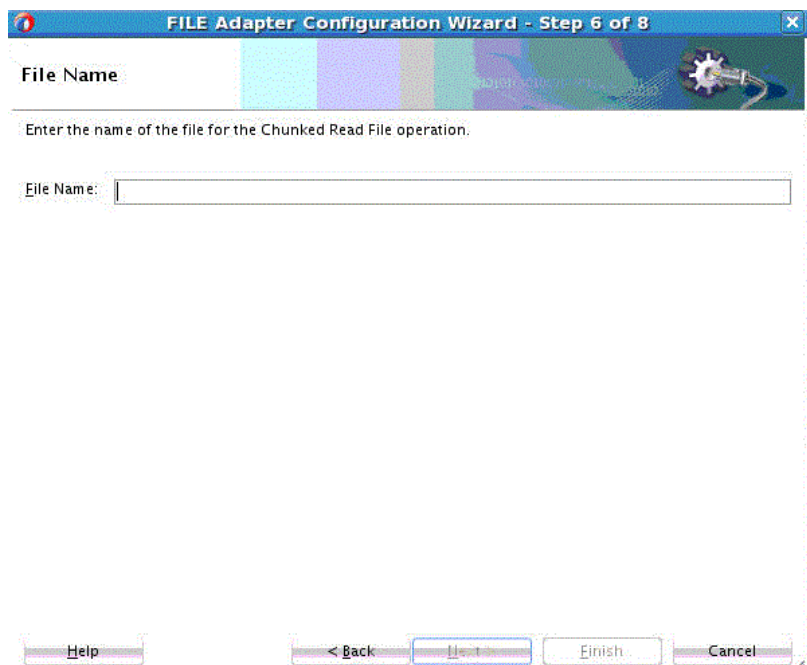 FILE Adapter Configuration Wizard - Step 6 of 8
File Name
Enter the name of the file for the Chunked Read File operation.
File Name:
Help
< Back
Finish
Cancel